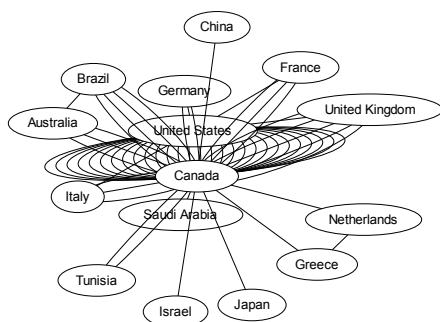 China
France
Brazil
Germany
United Kingdom
Australia
United States
Canada
Italy
Saudi Arabia
Netherlands
Greece
Tunisia
Japan
Israel